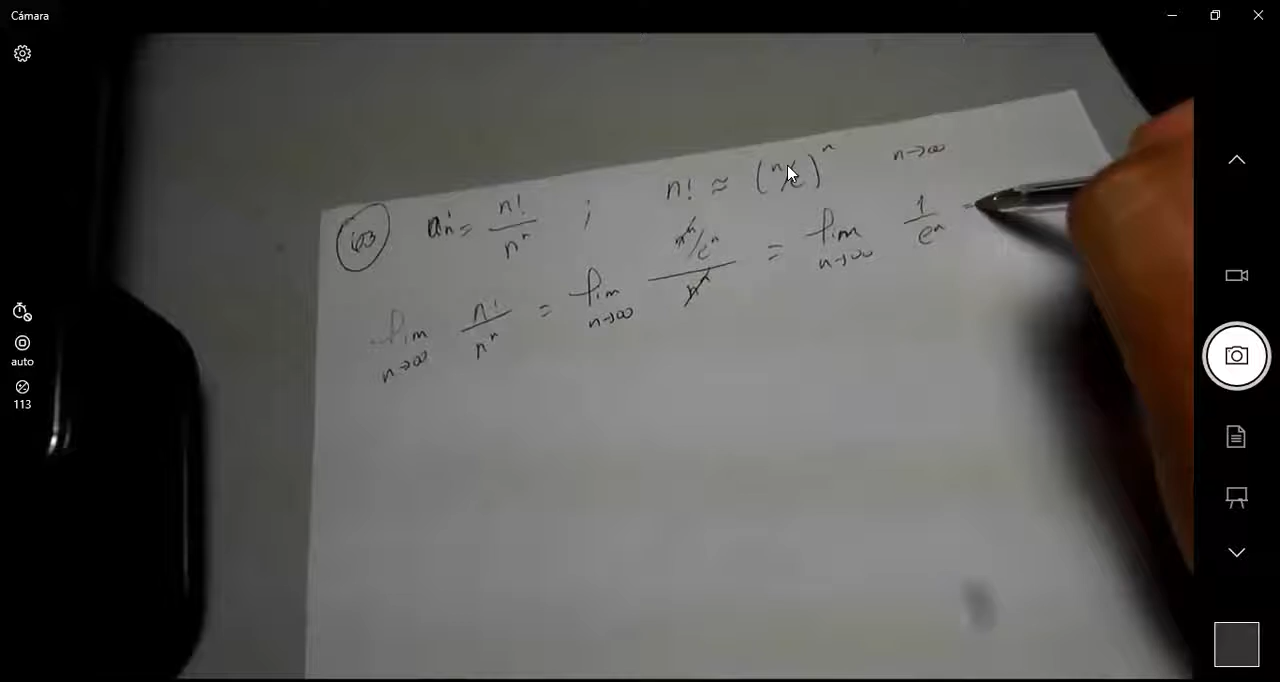 Cámara
63 an = n!/n^n ; n! ≈ (n/e)^n n→∞
lim n→∞ n!/n^n = lim n→∞ (n^n/e^n)/n^n = lim n→∞ 1/e^n =
auto
113